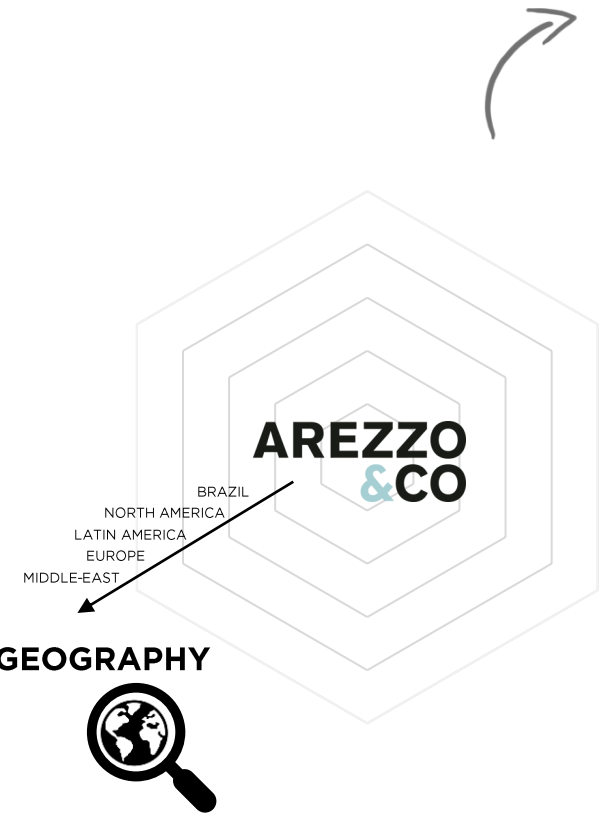 AREZZO
&CO
BRAZIL
NORTH AMERICA
LATIN AMERICA
EUROPE
MIDDLE-EAST
GEOGRAPHY